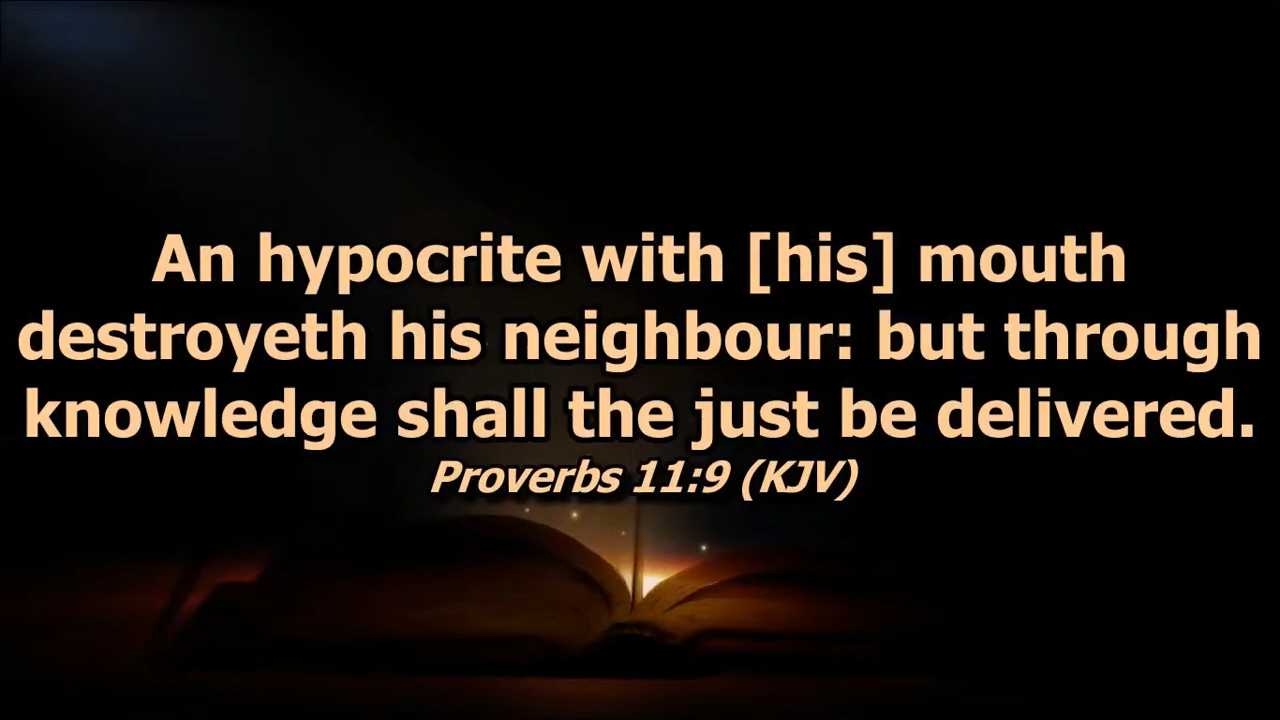 An hypocrite with [his] mouth
destroyeth his neighbour: but through
knowledge shall the just be delivered.
Proverbs 11:9 (KJV)